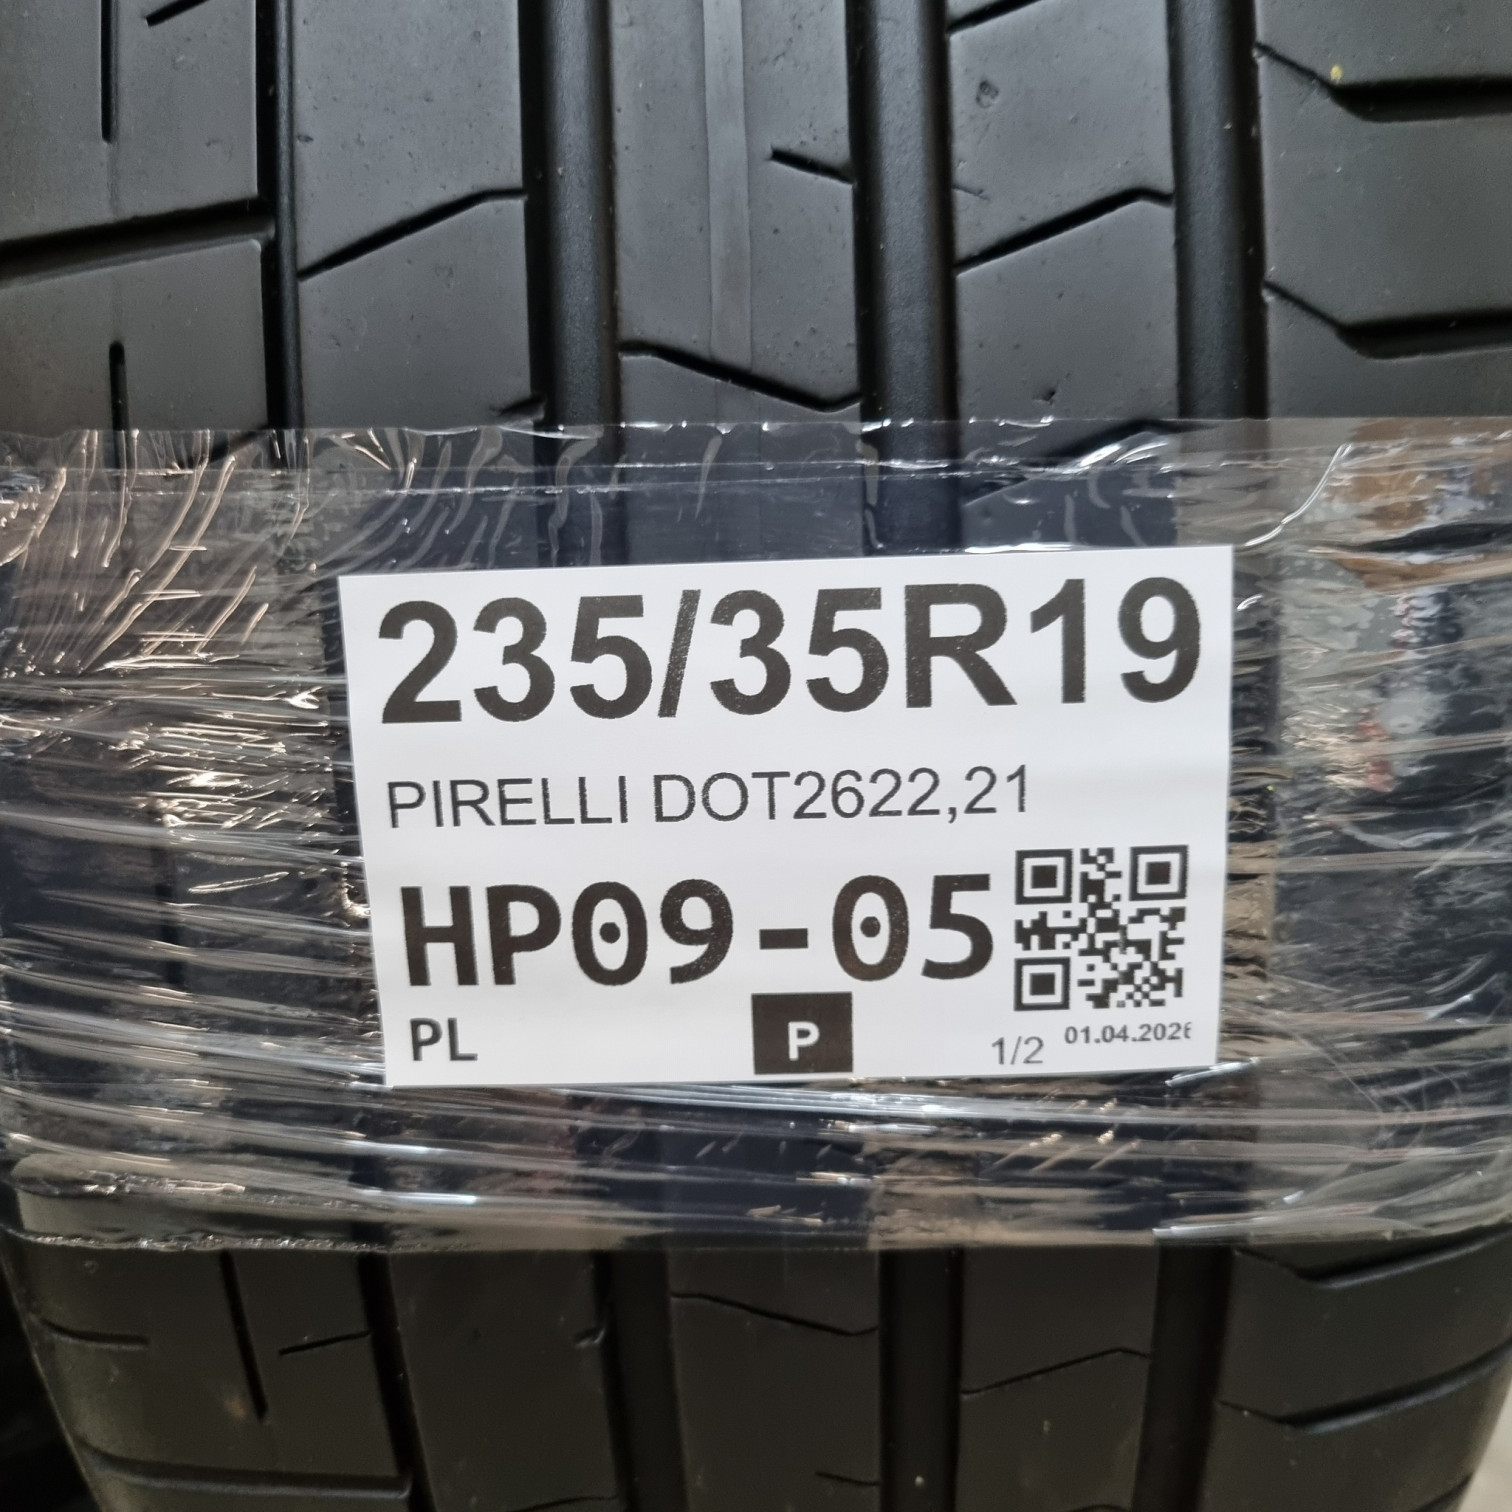 235/35R19
PIRELLI DOT2622,21
HP09-05
PL
P
1/2 01.04.2026